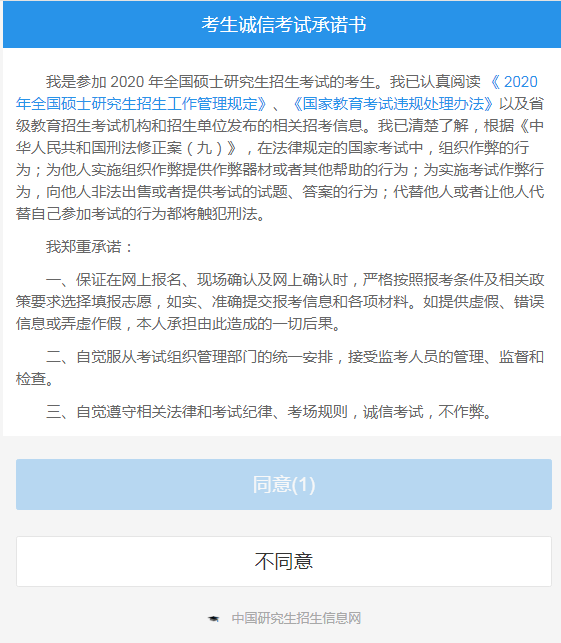 考生诚信考试承诺书
我是参加 2020 年全国硕士研究生招生考试的考生。我已认真阅读 《 2020
年全国硕士研究生招生工作管理规定》、《国家教育考试违规处理办法》以及省
级教育招生考试机构和招生单位发布的相关招考信息。我已清楚了解，根据《中
华人民共和国刑法修正案（九）》，在法律规定的国家考试中，组织作弊的行
为；为他人实施组织作弊提供作弊器材或者其他帮助的行为；为实施考试作弊行
为，向他人非法出售或者提供考试的试题、答案的行为；代替他人或者让他人代
替自己参加考试的行为都将触犯刑法。
我郑重承诺：
一、保证在网上报名、现场确认及网上确认时，严格按照报考条件及相关政
策要求选择填报志愿，如实、准确提交报考信息和各项材料。如提供虚假、错误
信息或弄虚作假，本人承担由此造成的一切后果。
二、自觉服从考试组织管理部门的统一安排，接受监考人员的管理、监督和
检查。
三、自觉遵守相关法律和考试纪律、考场规则，诚信考试，不作弊。
同意(1)
不同意
中国研究生招生信息网